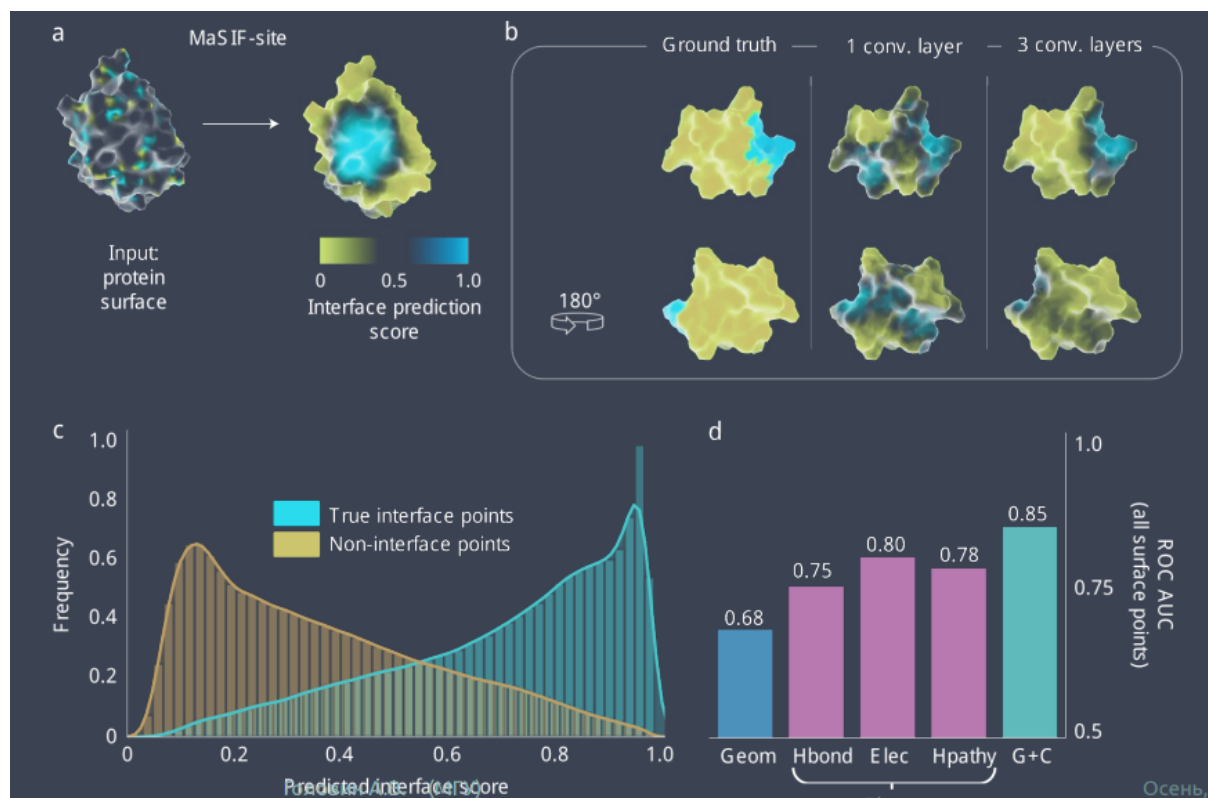 a
MaSIF-site
Input:
protein
surface
0 0.5 1.0
Interface prediction
score
b
Ground truth
1 conv. layer
3 conv. layers
180°
c
Frequency
1.0
0.8
0.6
0.4
0.2
0
True interface points
Non-interface points
0 0.2 0.4 0.6 0.8 1.0
Predicted interface score
Головин А.В. (МГУ)
d
0.68
0.75
0.80
0.78
0.85
Geom Hbond Elec Hpathy G+C
1.0
0.75
0.5
ROC AUC
(all surface points)
Осень,